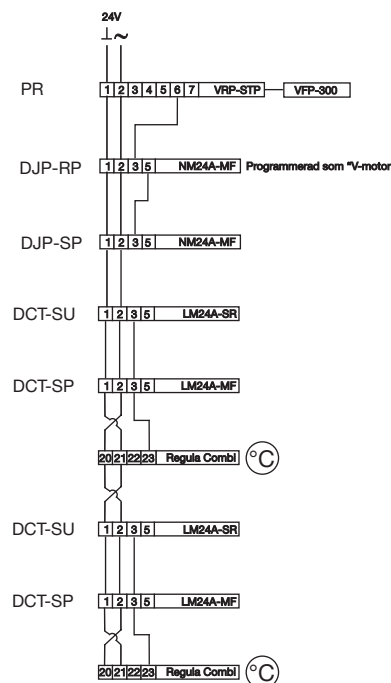 24V
⊥ ~
PR 1 2 3 4 5 6 7 VRP-STP VFP-300
DJP-RP 1 2 3 5 NM24A-MF Programmerad som "V-motor
DJP-SP 1 2 3 5 NM24A-MF
DCT-SU 1 2 3 5 LM24A-SR
DCT-SP 1 2 3 5 LM24A-MF
20 21 22 23 Regula Combi °C
DCT-SU 1 2 3 5 LM24A-SR
DCT-SP 1 2 3 5 LM24A-MF
20 21 22 23 Regula Combi °C